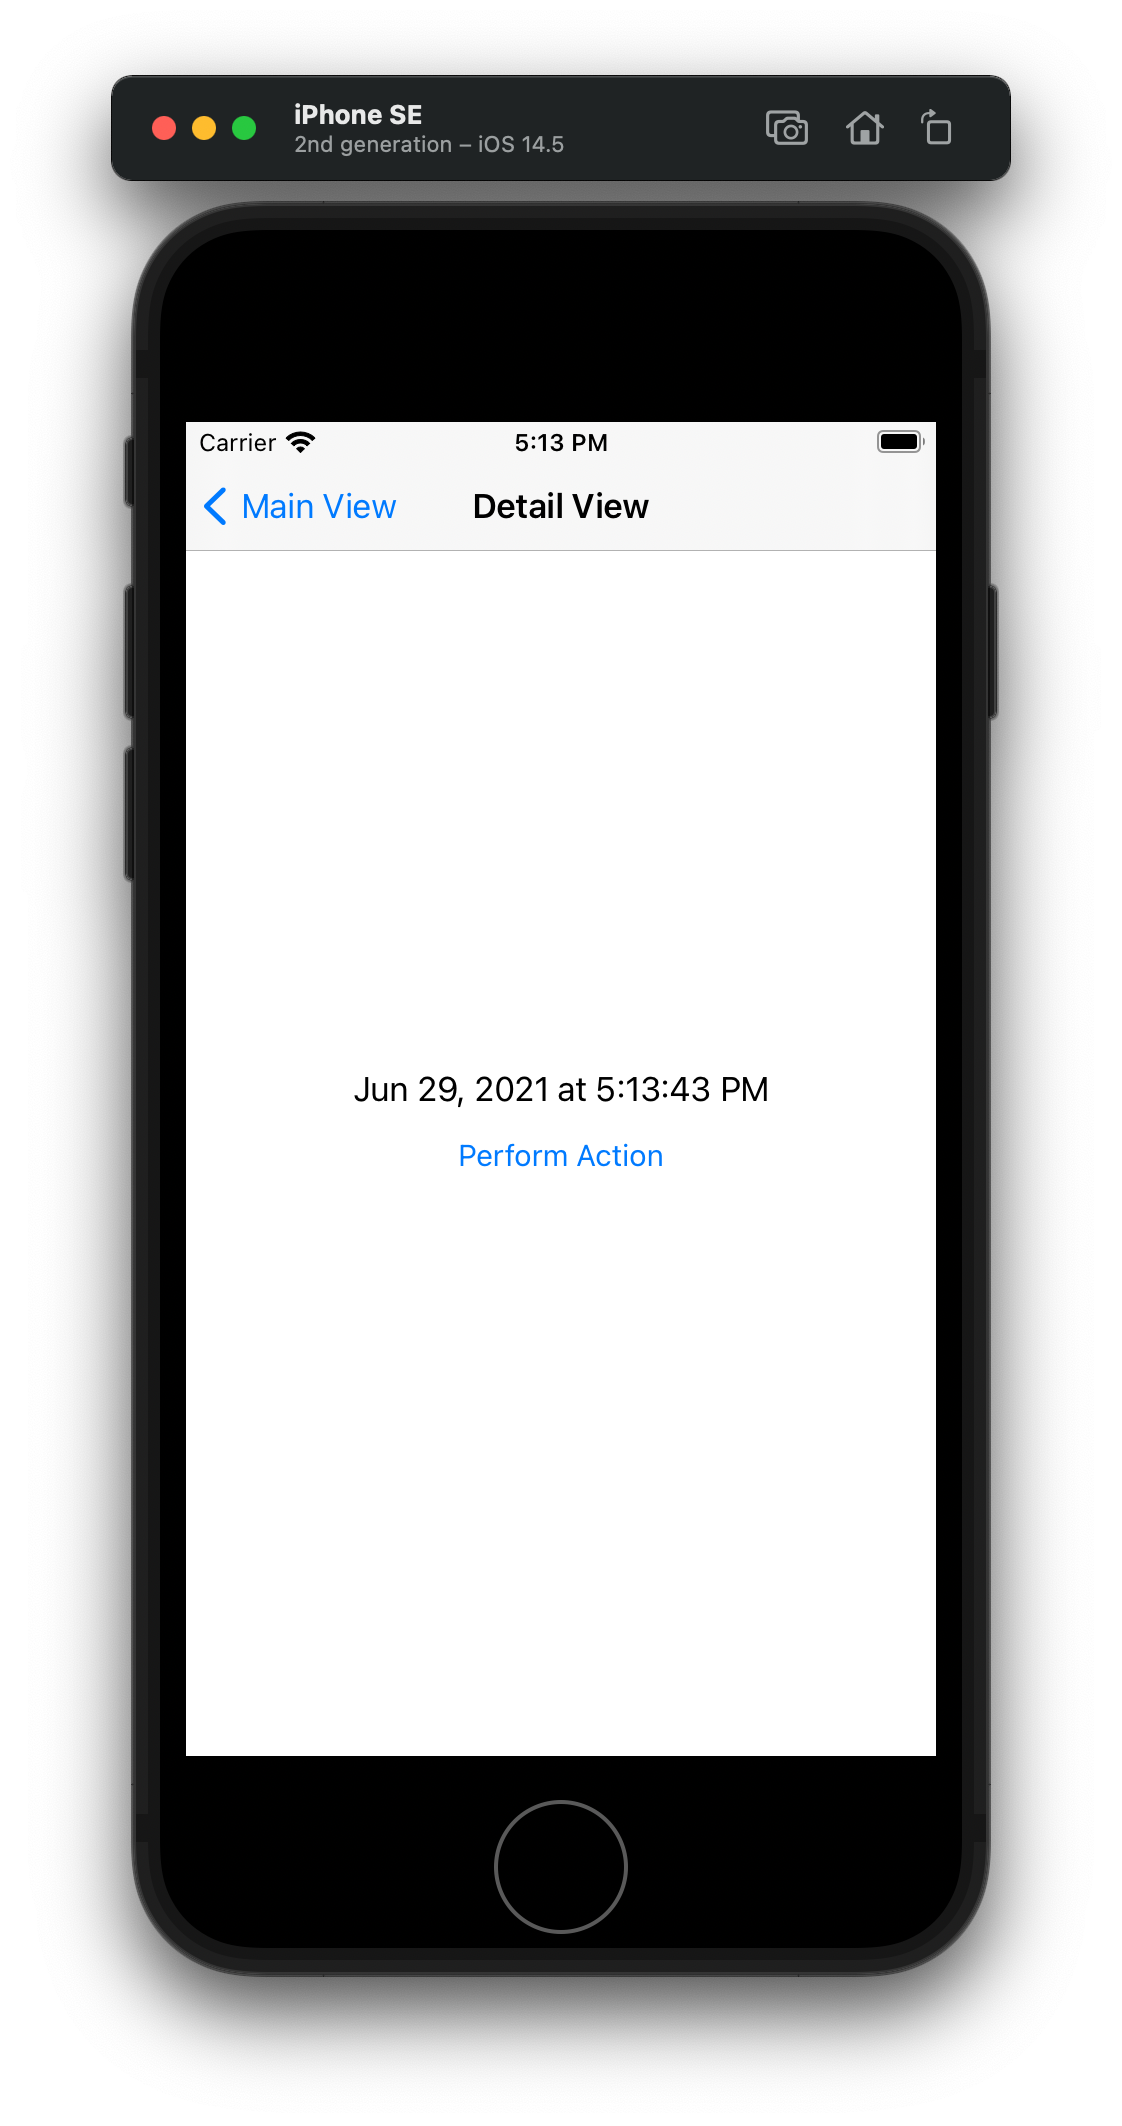 iPhone SE
2nd generation – iOS 14.5
Carrier 5:13 PM
Main View Detail View
Jun 29, 2021 at 5:13:43 PM
Perform Action